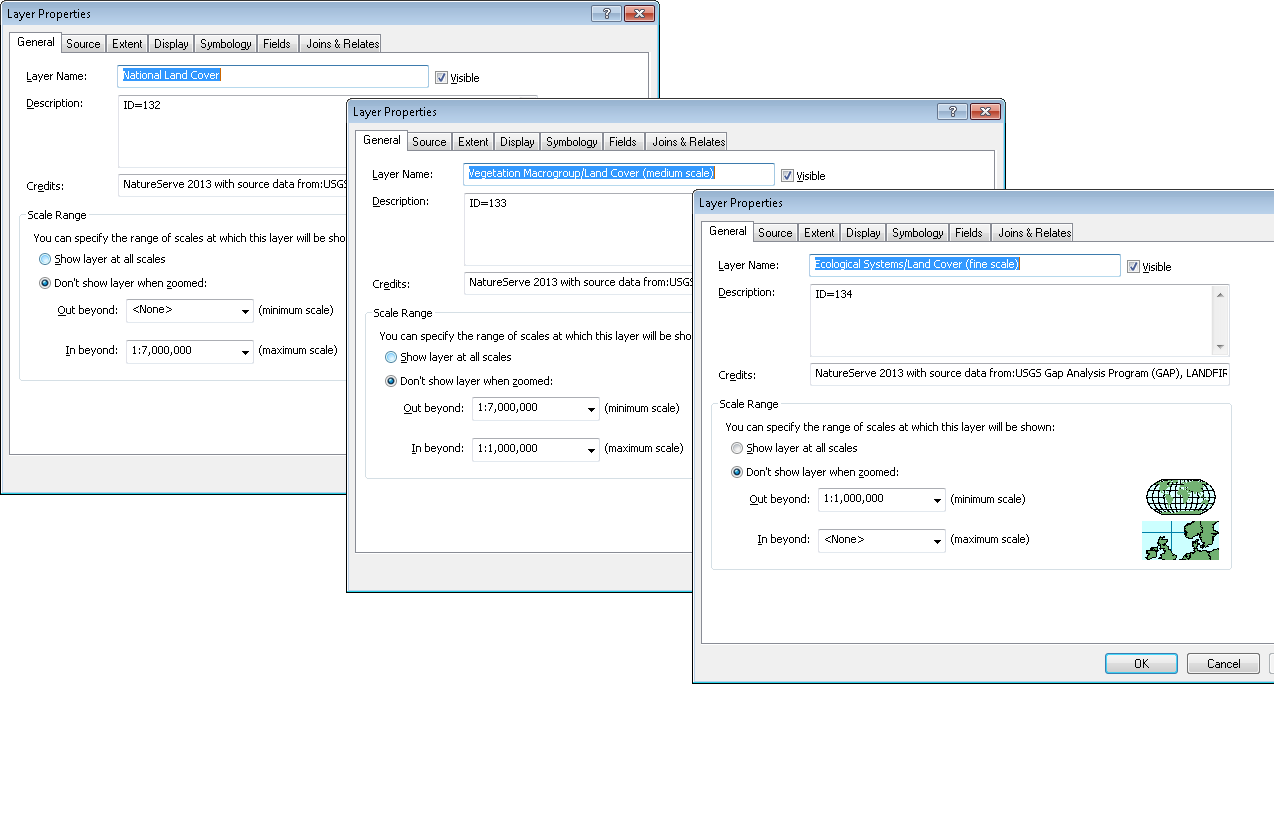 Layer Properties
?
General Source Extent Display Symbology Fields Joins & Relates
Layer Name: National Land Cover Visible
Description: ID=132
Credits: NatureServe 2013 with source data from:USGS
Scale Range
You can specify the range of scales at which this layer will be sho
Show layer at all scales
Don't show layer when zoomed:
Out beyond: <None> (minimum scale)
In beyond: 1:7,000,000 (maximum scale)
Layer Properties
?
General Source Extent Display Symbology Fields Joins & Relates
Layer Name: Vegetation Macrogroup/Land Cover (medium scale) Visible
Description: ID=133
Credits: NatureServe 2013 with source data from:USGS
Scale Range
You can specify the range of scales at which this layer will be sho
Show layer at all scales
Don't show layer when zoomed:
Out beyond: 1:7,000,000 (minimum scale)
In beyond: 1:1,000,000 (maximum scale)
Layer Properties
General Source Extent Display Symbology Fields Joins & Relates
Layer Name: Ecological Systems/Land Cover (fine scale) Visible
Description: ID=134
Credits: NatureServe 2013 with source data from:USGS Gap Analysis Program (GAP), LANDFIR
Scale Range
You can specify the range of scales at which this layer will be shown:
Show layer at all scales
Don't show layer when zoomed:
Out beyond: 1:1,000,000 (minimum scale)
In beyond: <None> (maximum scale)
OK Cancel